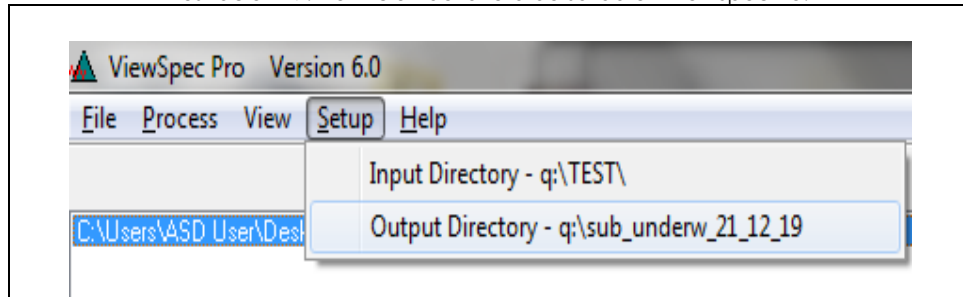 ViewSpec Pro Version 6.0
File Process View Setup Help
Input Directory - q:\TEST\
C:\Users\ASD User\Desk
Output Directory - q:\sub_underw_21_12_19